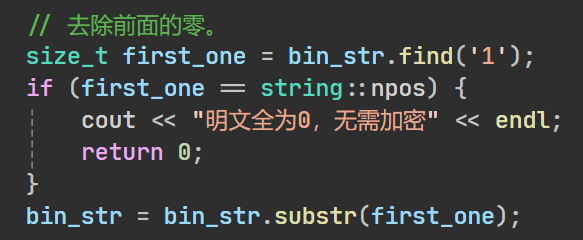 // 去除前面的零。
size_t first_one = bin_str.find('1');
if (first_one == string::npos) {
    cout << "明文全为0，无需加密" << endl;
    return 0;
}
bin_str = bin_str.substr(first_one);